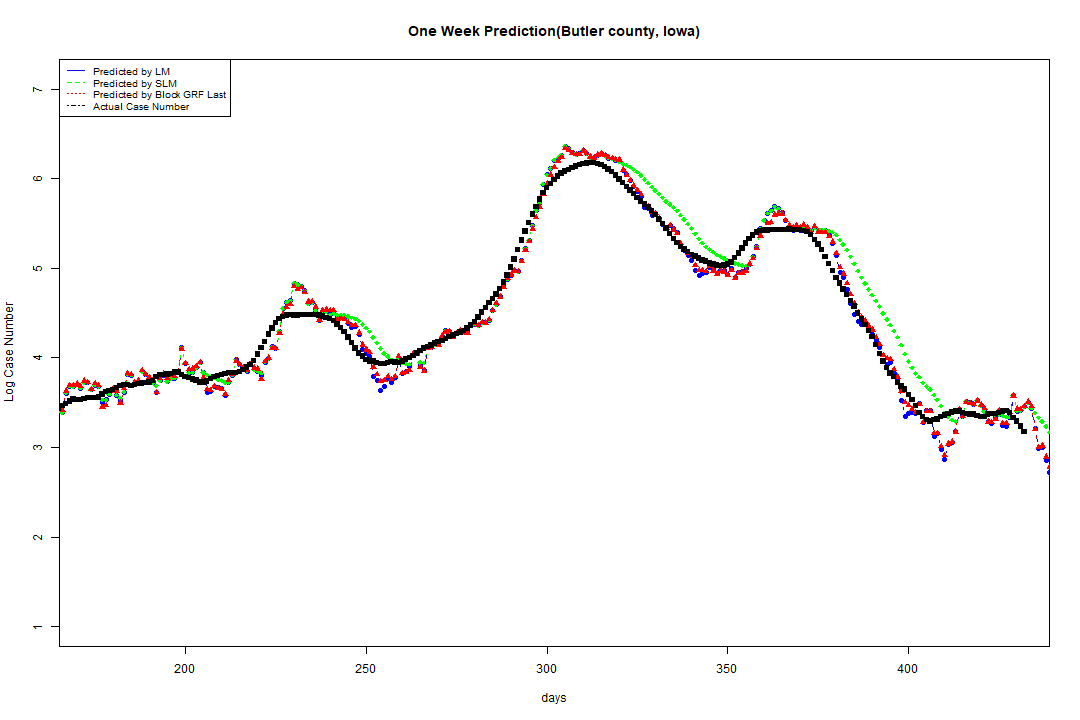 One Week Prediction(Butler county, Iowa)
Predicted by LM
Predicted by SLM
Predicted by Block GRF Last
Actual Case Number
7
6
5
4
3
2
1
Log Case Number
200 250 300 350 400
days